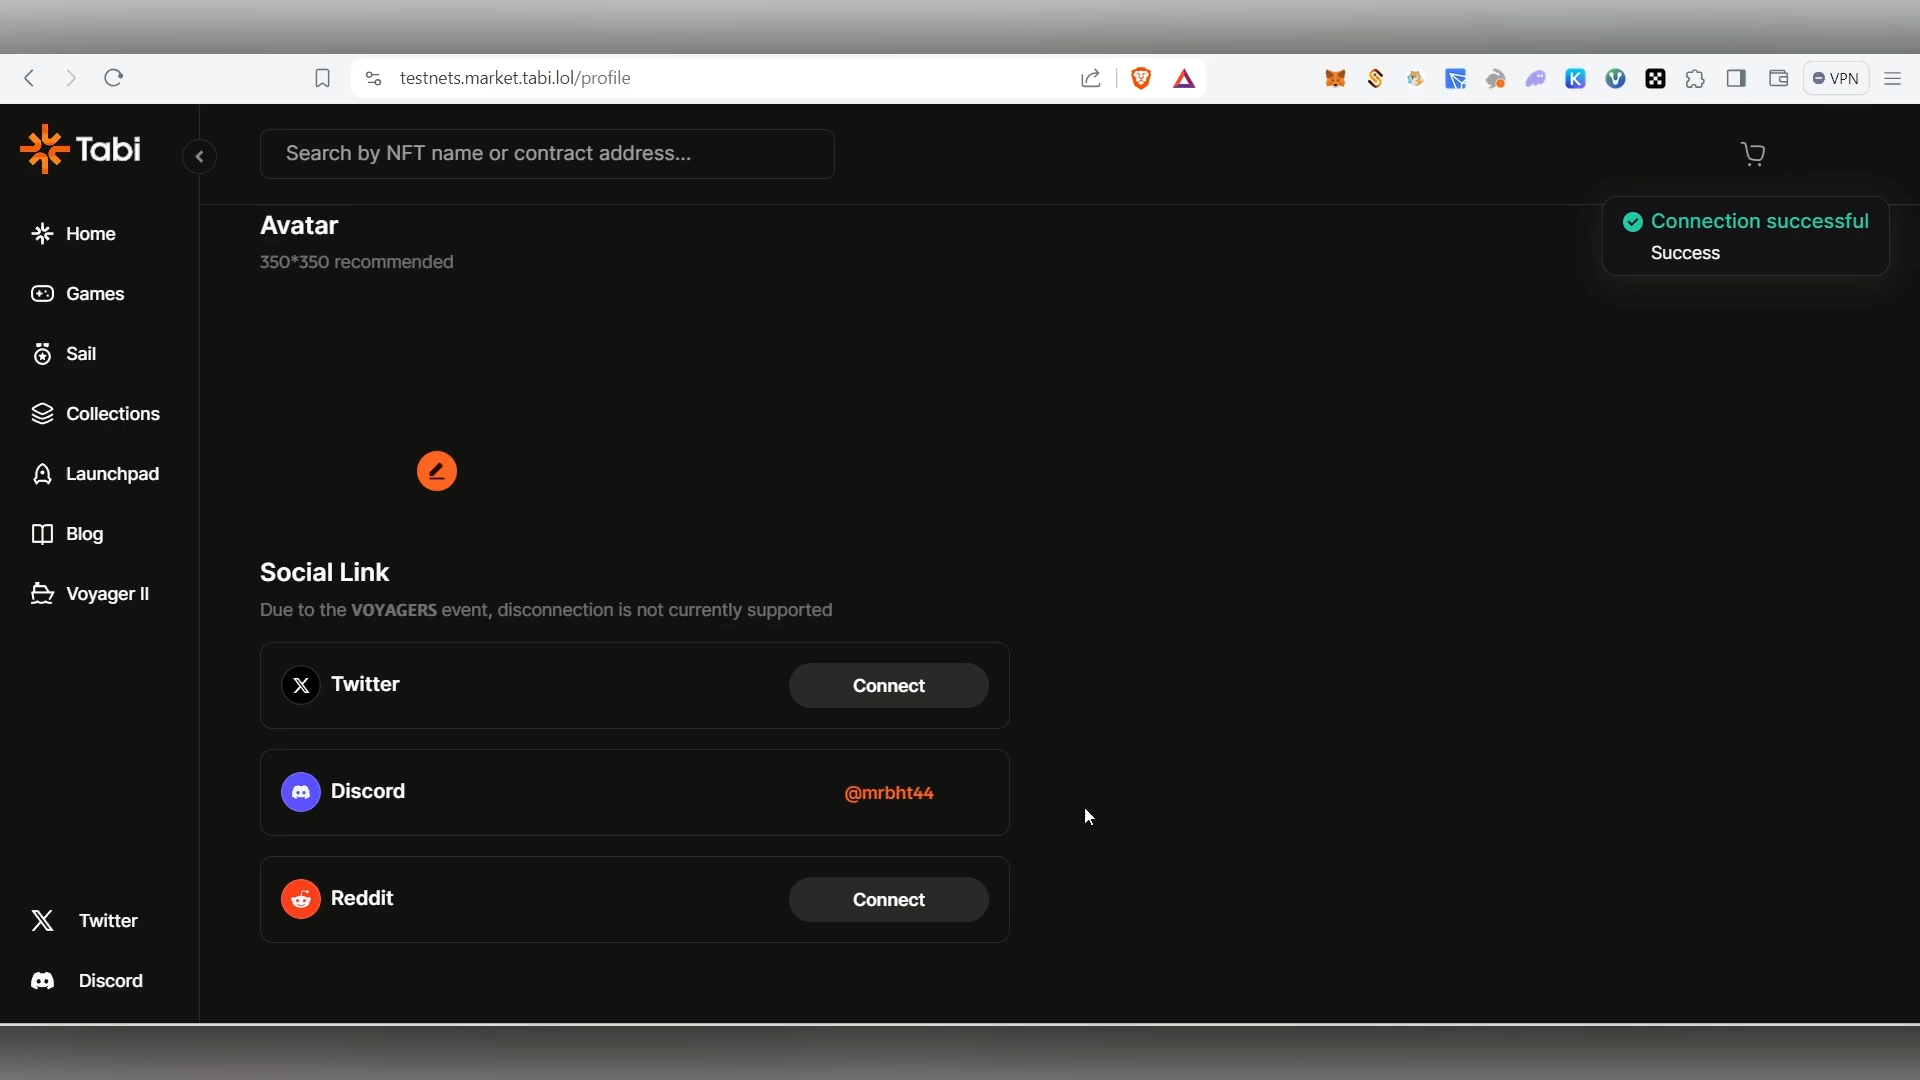 testnets.market.tabi.lol/profile
VPN
Tabi
Search by NFT name or contract address...
Connection successful
Success
Home
Games
Sail
Collections
Launchpad
Blog
Voyager II
Twitter
Discord
Avatar
350*350 recommended
Social Link
Due to the VOYAGERS event, disconnection is not currently supported
Twitter
Connect
Discord
@mrbht44
Reddit
Connect